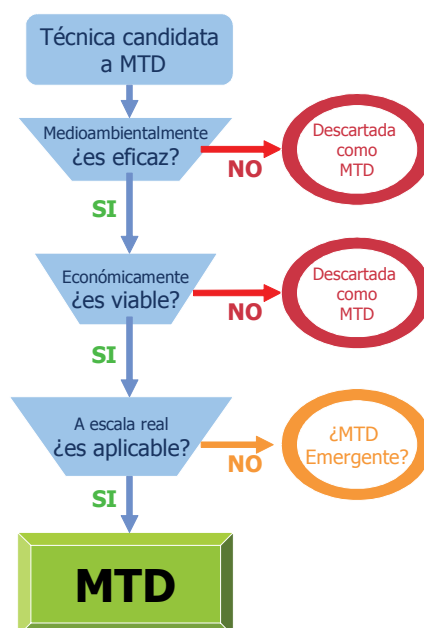 Técnica candidata
a MTD
Medioambientalmente
¿es eficaz?
NO
Descartada
como
MTD
SI
Económicamente
¿es viable?
NO
Descartada
como
MTD
SI
A escala real
¿es aplicable?
NO
¿MTD
Emergente?
SI
MTD